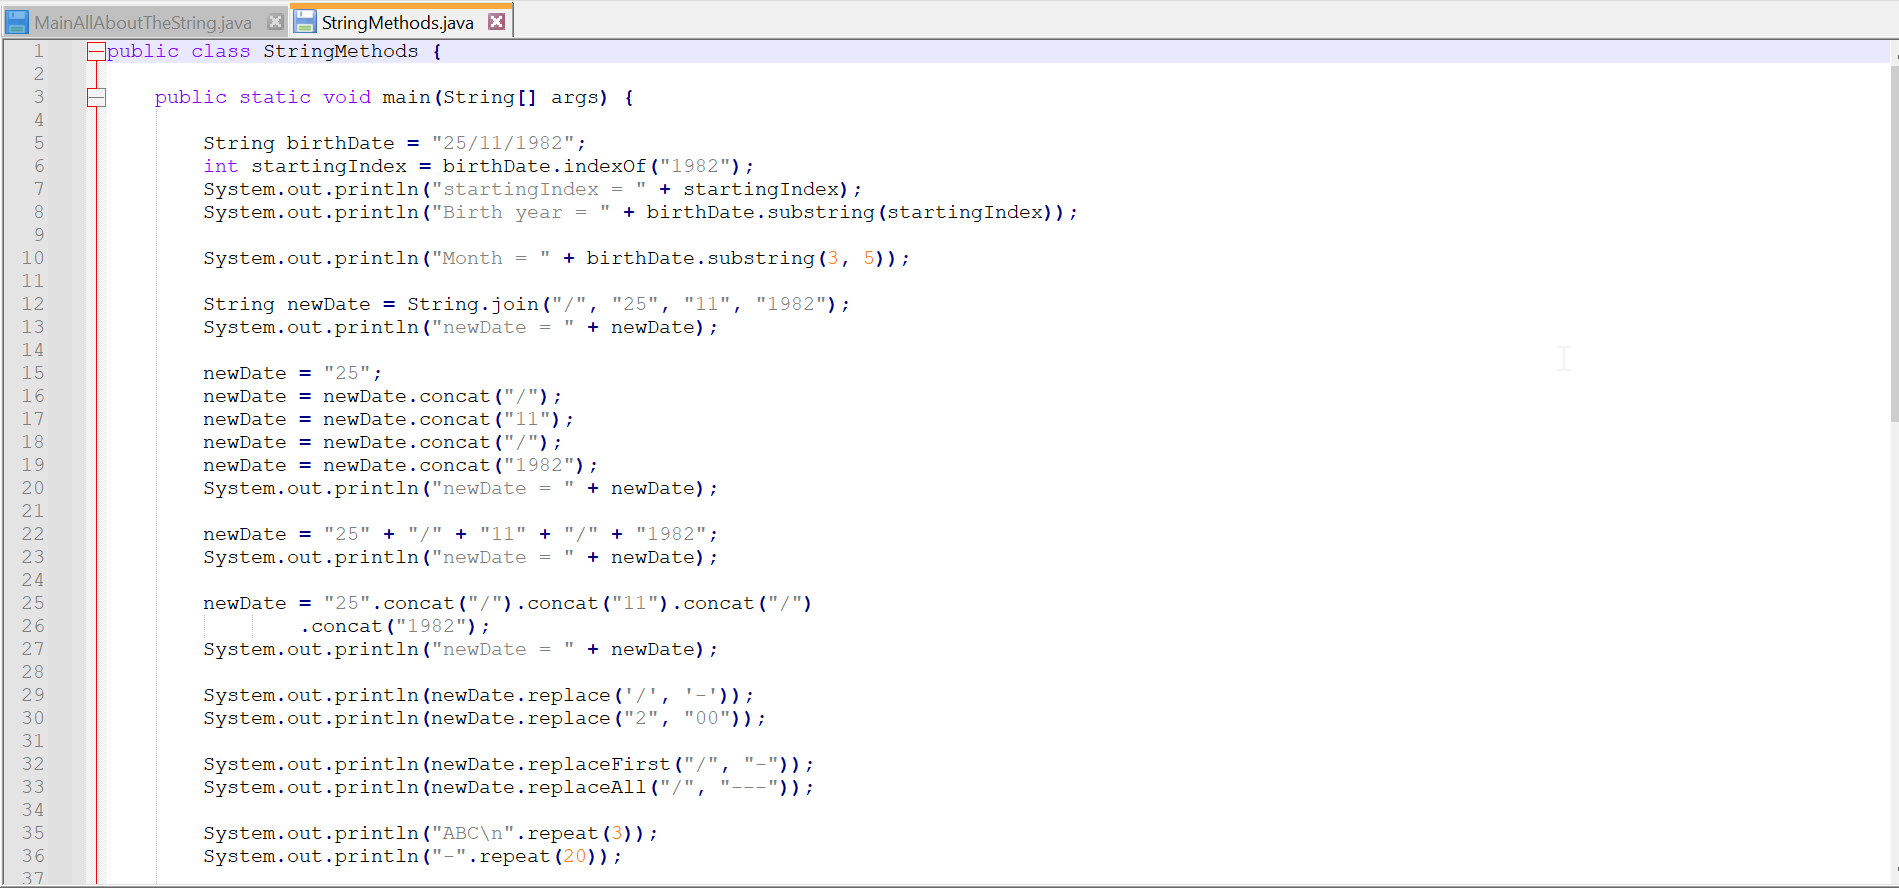 MainAllAboutTheString.java StringMethods.java
1 public class StringMethods {
2
3 public static void main(String[] args) {
4
5 String birthDate = "25/11/1982";
6 int startingIndex = birthDate.indexOf("1982");
7 System.out.println("startingIndex = " + startingIndex);
8 System.out.println("Birth year = " + birthDate.substring(startingIndex));
9
10 System.out.println("Month = " + birthDate.substring(3, 5));
11
12 String newDate = String.join("/", "25", "11", "1982");
13 System.out.println("newDate = " + newDate);
14
15 newDate = "25";
16 newDate = newDate.concat("/");
17 newDate = newDate.concat("11");
18 newDate = newDate.concat("/");
19 newDate = newDate.concat("1982");
20 System.out.println("newDate = " + newDate);
21
22 newDate = "25" + "/" + "11" + "/" + "1982";
23 System.out.println("newDate = " + newDate);
24
25 newDate = "25".concat("/").concat("11").concat("/")
26 .concat("1982");
27 System.out.println("newDate = " + newDate);
28
29 System.out.println(newDate.replace('/', '-'));
30 System.out.println(newDate.replace("2", "00"));
31
32 System.out.println(newDate.replaceFirst("/", "-"));
33 System.out.println(newDate.replaceAll("/", "---"));
34
35 System.out.println("ABC\n".repeat(3));
36 System.out.println("-".repeat(20));
37